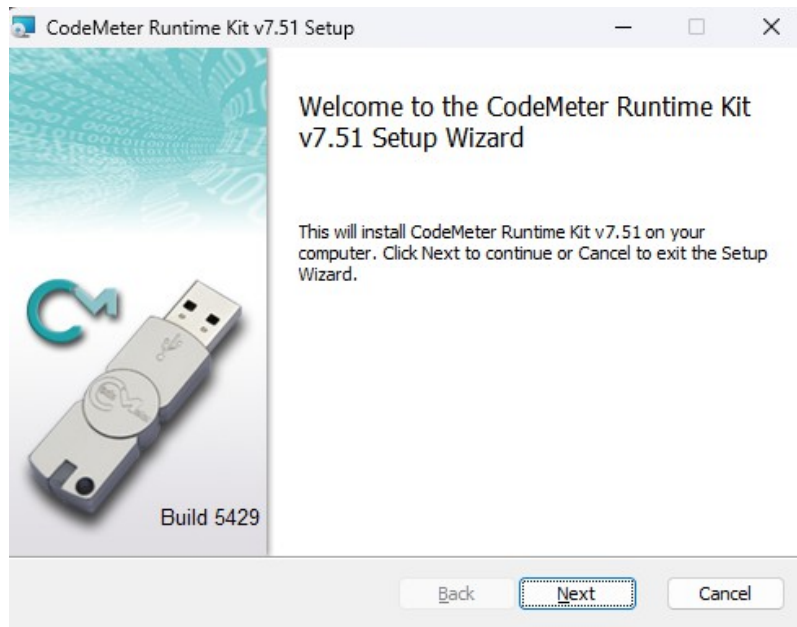 CodeMeter Runtime Kit v7.51 Setup
Welcome to the CodeMeter Runtime Kit
v7.51 Setup Wizard
This will install CodeMeter Runtime Kit v7.51 on your
computer. Click Next to continue or Cancel to exit the Setup
Wizard.
CM
Build 5429
Back
Next
Cancel